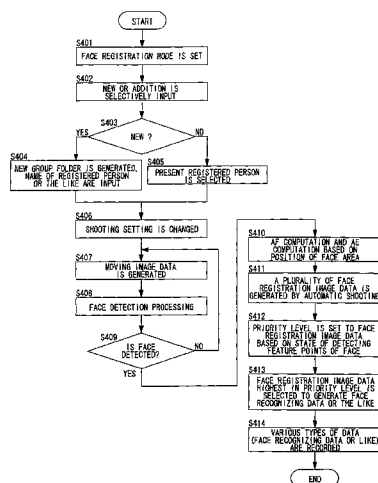 START
S401
FACE REGISTRATION MODE IS SET
S402
NEW OR ADDITION IS
SELECTIVELY INPUT
S403
NEW ?
YES
NO
S404
NEW GROUP FOLDER IS GENERATED,
NAME OF REGISTERED PERSON
OR THE LIKE ARE INPUT
S405
PRESENT REGISTERED PERSON
IS SELECTED
S406
SHOOTING SETTING IS CHANGED
S407
MOVING IMAGE DATA
IS GENERATED
S408
FACE DETECTION PROCESSING
S409
IS FACE
DETECTED?
NO
YES
S410
AF COMPUTATION AND AE
COMPUTATION BASED ON
POSITION OF FACE AREA
S411
A PLURALITY OF FACE
REGISTRATION IMAGE DATA IS
GENERATED BY AUTOMATIC SHOOTING
S412
PRIORITY LEVEL IS SET TO FACE
REGISTRATION IMAGE DATA
BASED ON STATE OF DETECTING
FEATURE POINTS OF FACE
S413
FACE REGISTRATION IMAGE DATA
HIGHEST IN PRIORITY LEVEL IS
SELECTED TO GENERATE FACE
RECOGNIZING DATA OR THE LIKE
S414
VARIOUS TYPES OF DATA
(FACE RECOGNIZING DATA OR LIKE)
ARE RECORDED
END